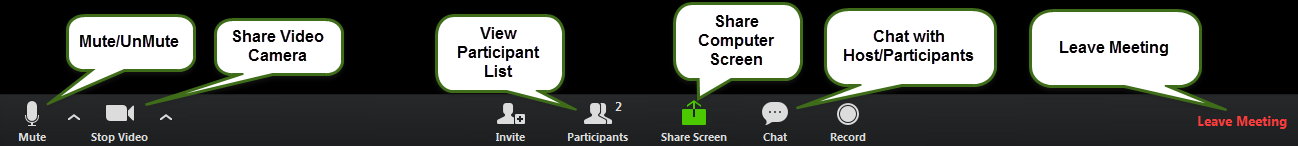 Mute/UnMute
Share Video
Camera
View
Participant
List
Share
Computer
Screen
Chat with
Host/Participants
Leave Meeting
Mute
Stop Video
Invite
Participants
2
Share Screen
Chat
Record
Leave Meeting